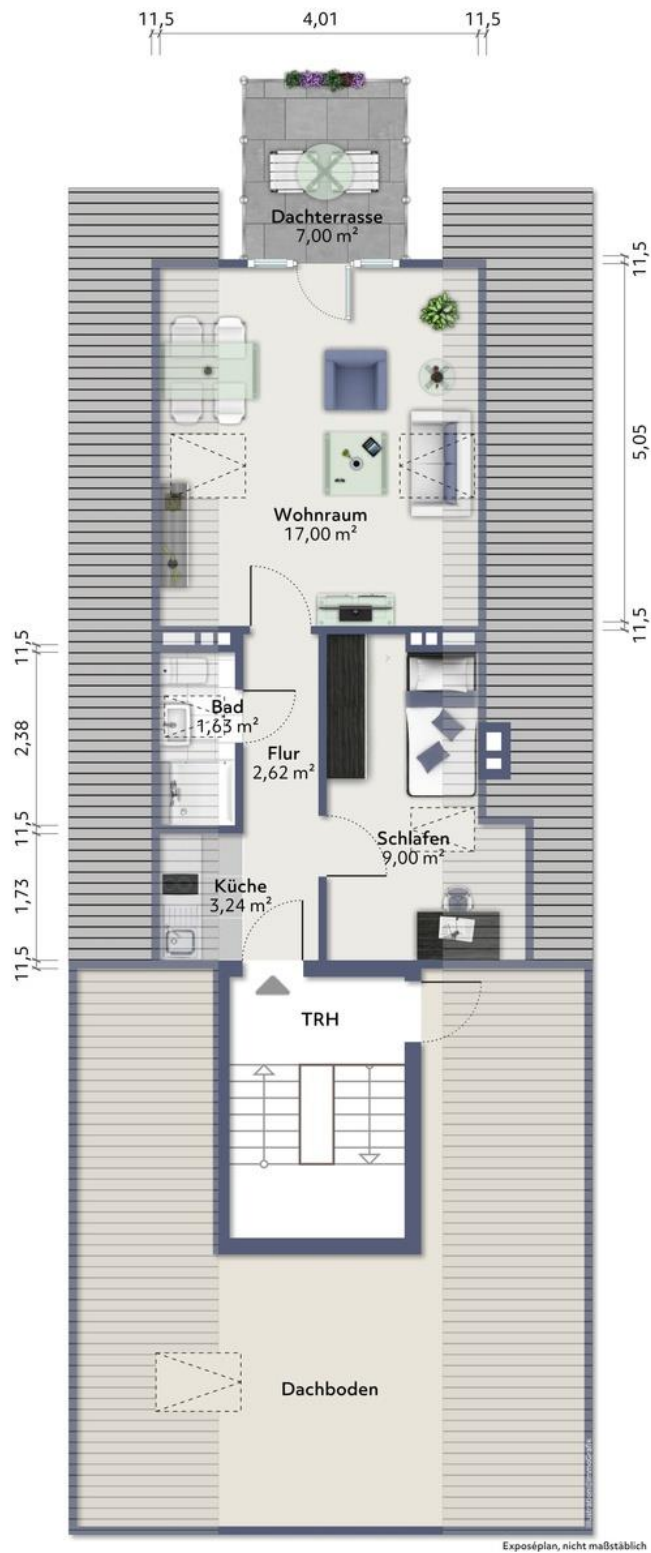 11,5 4,01 11,5
Dachterrasse
7,00 m²
11,5
5,05
11,5
Wohnraum
17,00 m²
11,5
2,38
11,5
1,73
11,5
Bad
1,63 m²
Flur
2,62 m²
Schlafen
9,00 m²
Küche
3,24 m²
TRH
Dachboden
Exposéplan, nicht maßstäblich